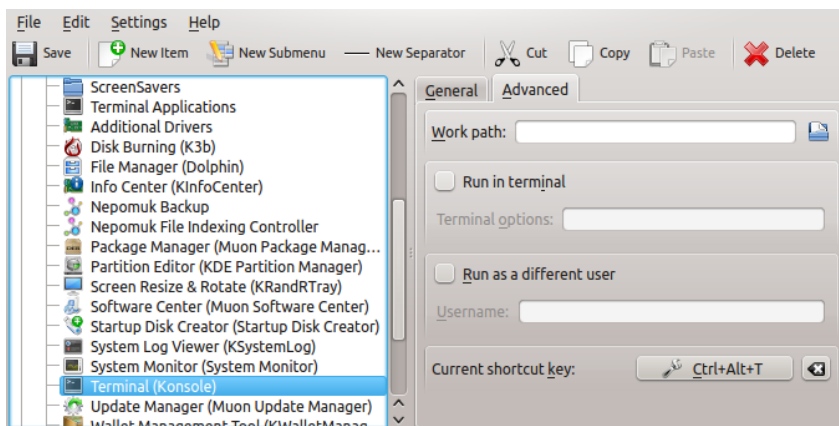 File Edit Settings Help
Save New Item New Submenu New Separator Cut Copy Paste Delete
ScreenSavers
Terminal Applications
Additional Drivers
Disk Burning (K3b)
File Manager (Dolphin)
Info Center (KInfoCenter)
Nepomuk Backup
Nepomuk File Indexing Controller
Package Manager (Muon Package Manag...
Partition Editor (KDE Partition Manager)
Screen Resize & Rotate (KRandRTray)
Software Center (Muon Software Center)
Startup Disk Creator (Startup Disk Creator)
System Log Viewer (KSystemLog)
System Monitor (System Monitor)
Terminal (Konsole)
Update Manager (Muon Update Manager)
Wallet Management Tool (KWalletManag...
General Advanced
Work path:
Run in terminal
Terminal options:
Run as a different user
Username:
Current shortcut key: Ctrl+Alt+T